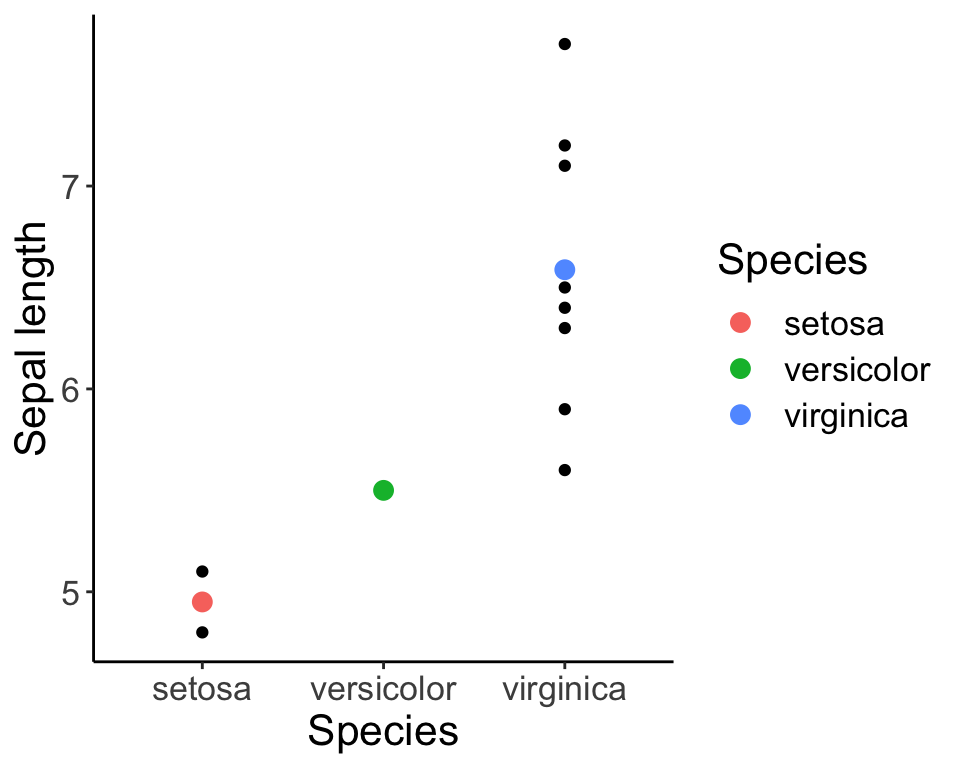 7
6
5
Sepal length
setosa
versicolor
virginica
Species
Species
setosa
versicolor
virginica